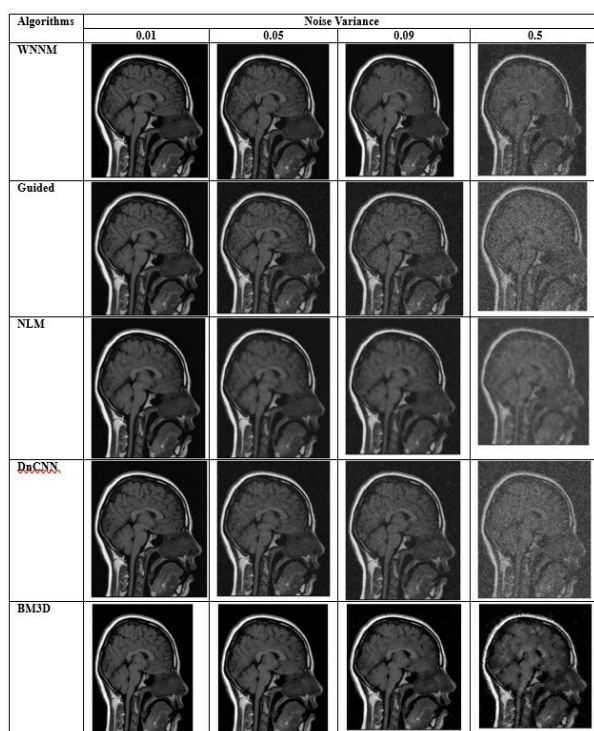 Algorithms Noise Variance
0.01 0.05 0.09 0.5
WNNM
Guided
NLM
DnCNN
BM3D